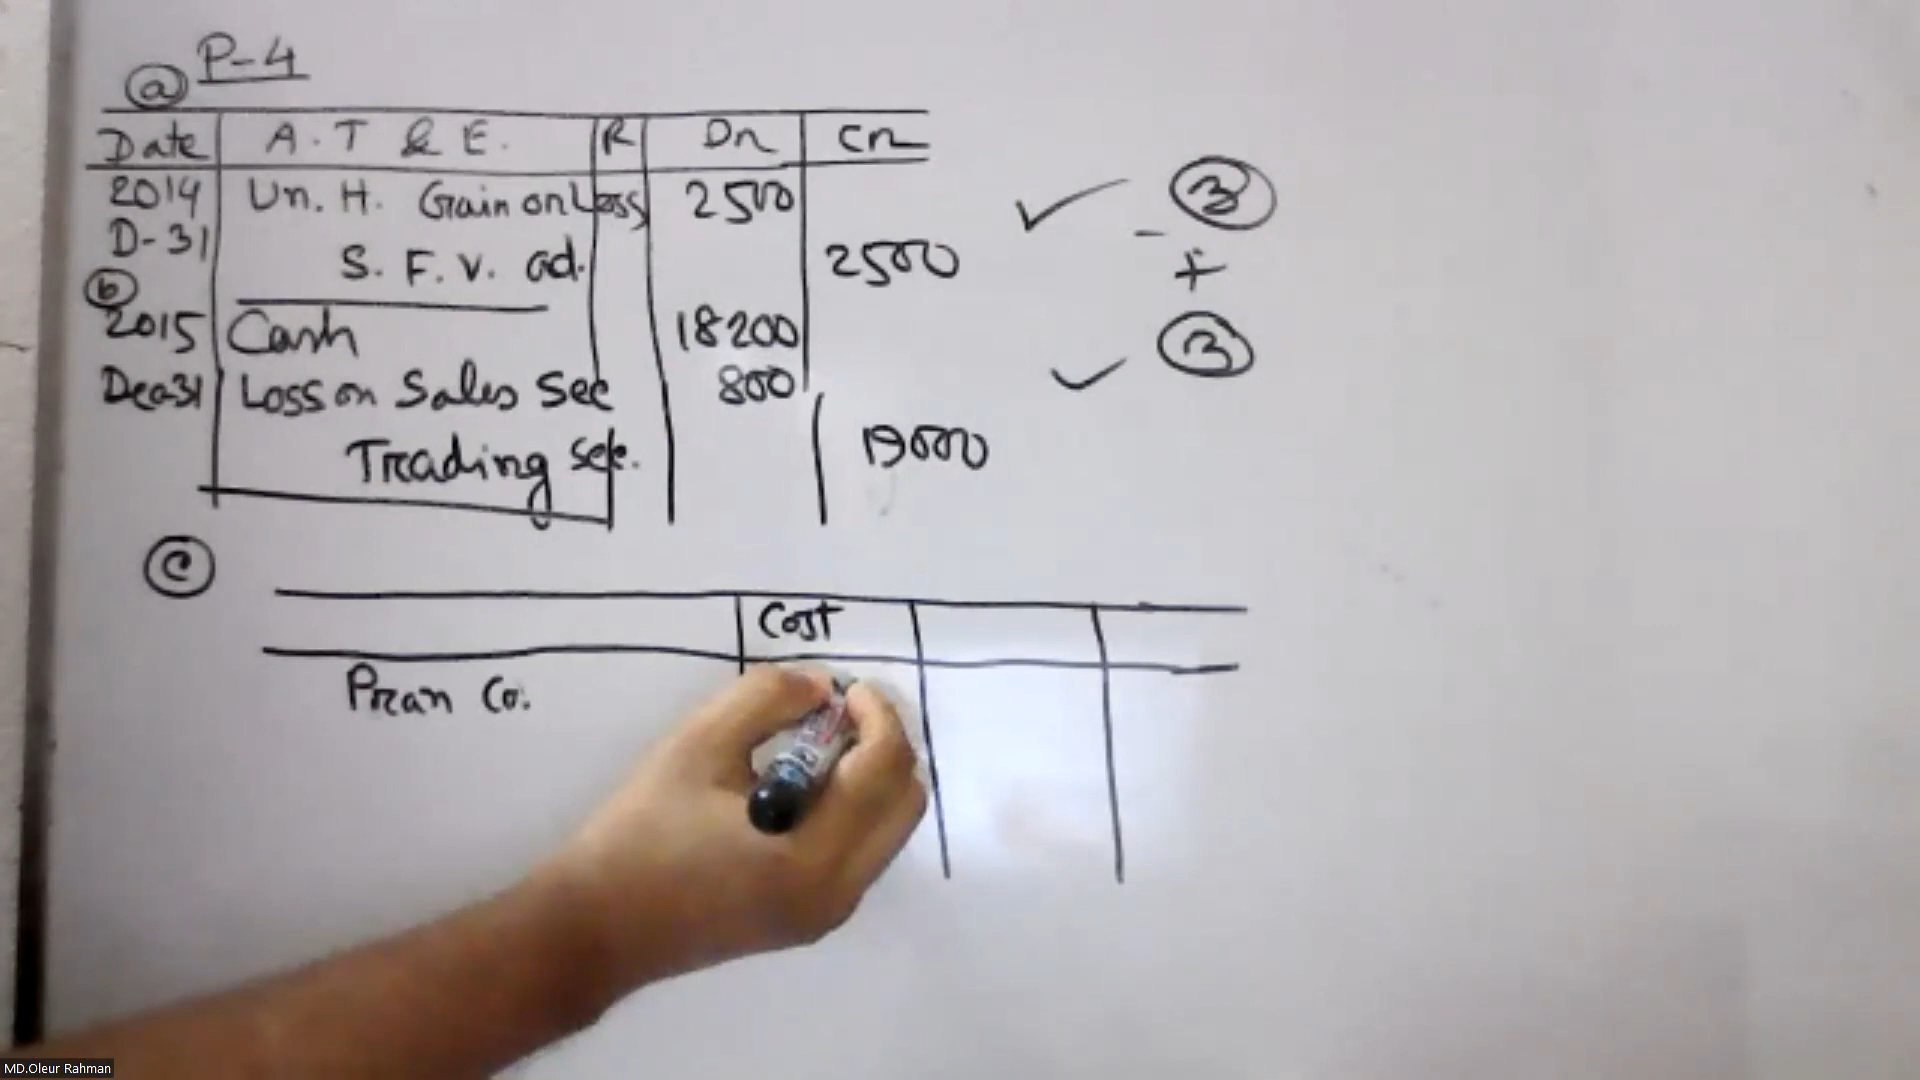 P-4
(a)
Date A.T & E. R Dr Cr
2014 Un. H. Gain on Loss 2500 ✓ - 3
D-31 S. F. V. ad. 2500 +
(b)
2015 Cash 18200 3
Dec31 Loss on Sales Sec 800 ✓
Trading sec. 19000
(c)
Cost
Pran Co.
MD.Oleur Rahman